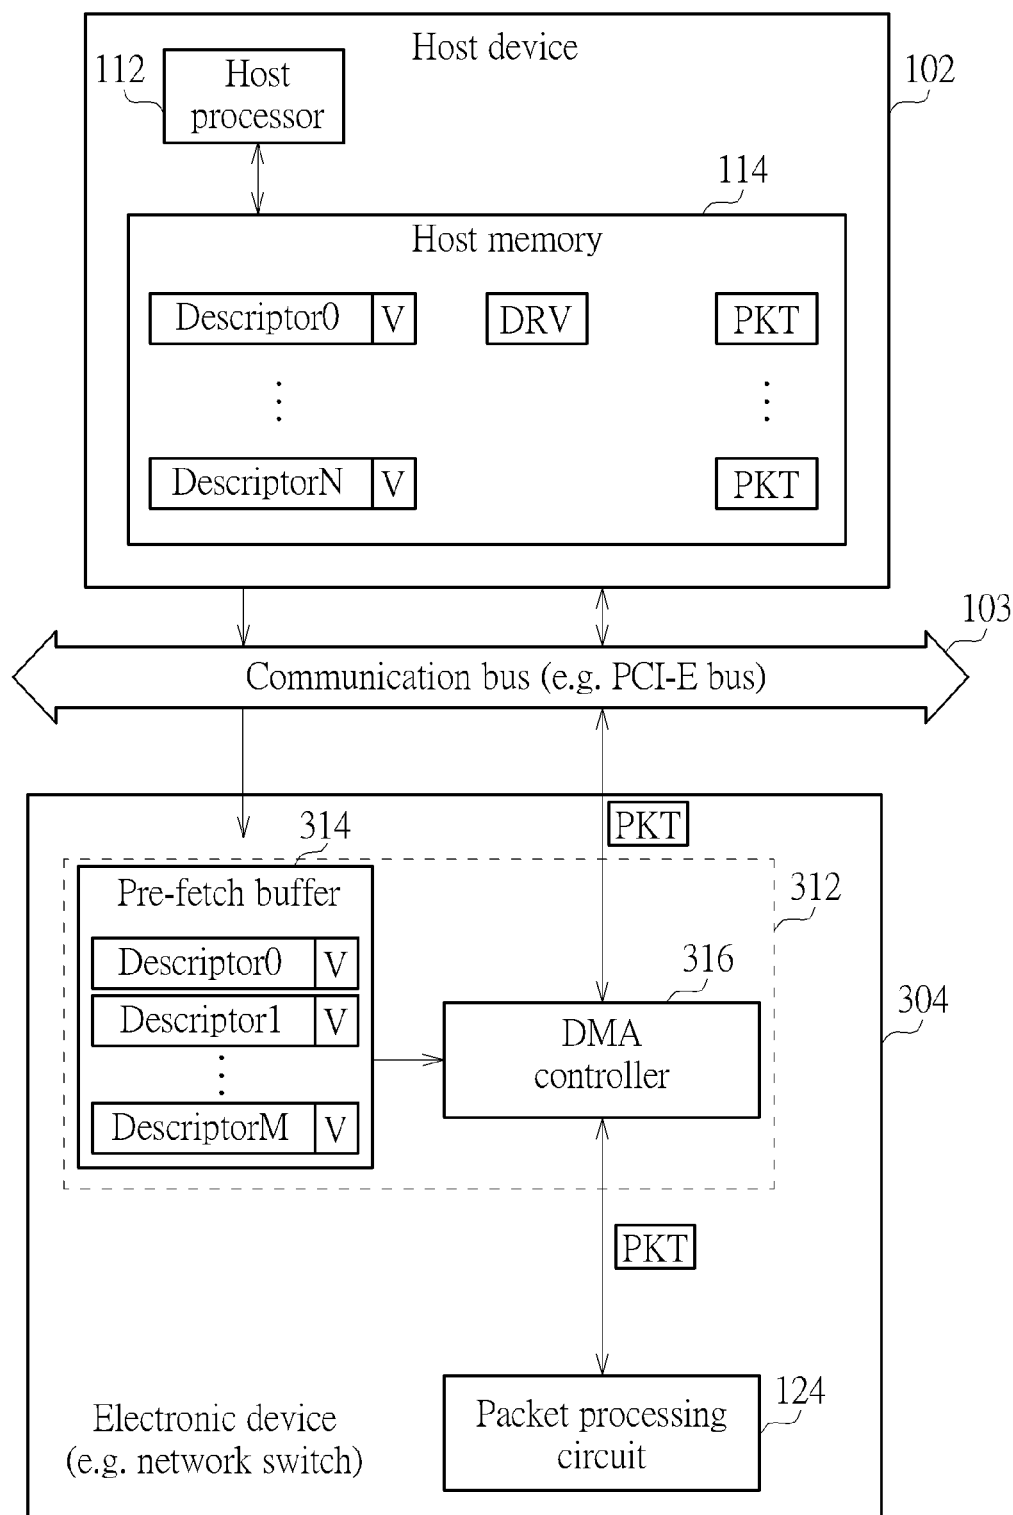 Host device
112
Host
processor
102
114
Host memory
Descriptor0 V DRV PKT
DescriptorN V PKT
103
Communication bus (e.g. PCI-E bus)
PKT
314
Pre-fetch buffer
312
Descriptor0 V
Descriptor1 V
DescriptorM V
316
DMA
controller
304
PKT
124
Packet processing
circuit
Electronic device
(e.g. network switch)